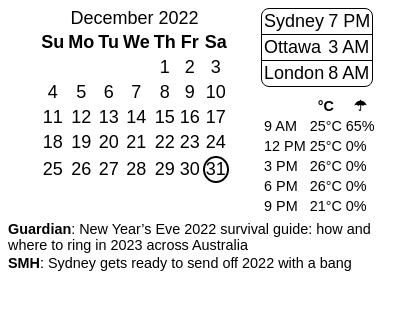 December 2022
Su Mo Tu We Th Fr Sa
1 2 3
4 5 6 7 8 9 10
11 12 13 14 15 16 17
18 19 20 21 22 23 24
25 26 27 28 29 30 31
Sydney 7 PM
Ottawa 3 AM
London 8 AM
°C ☂
9 AM 25°C 65%
12 PM 25°C 0%
3 PM 26°C 0%
6 PM 26°C 0%
9 PM 21°C 0%
Guardian: New Year’s Eve 2022 survival guide: how and
where to ring in 2023 across Australia
SMH: Sydney gets ready to send off 2022 with a bang